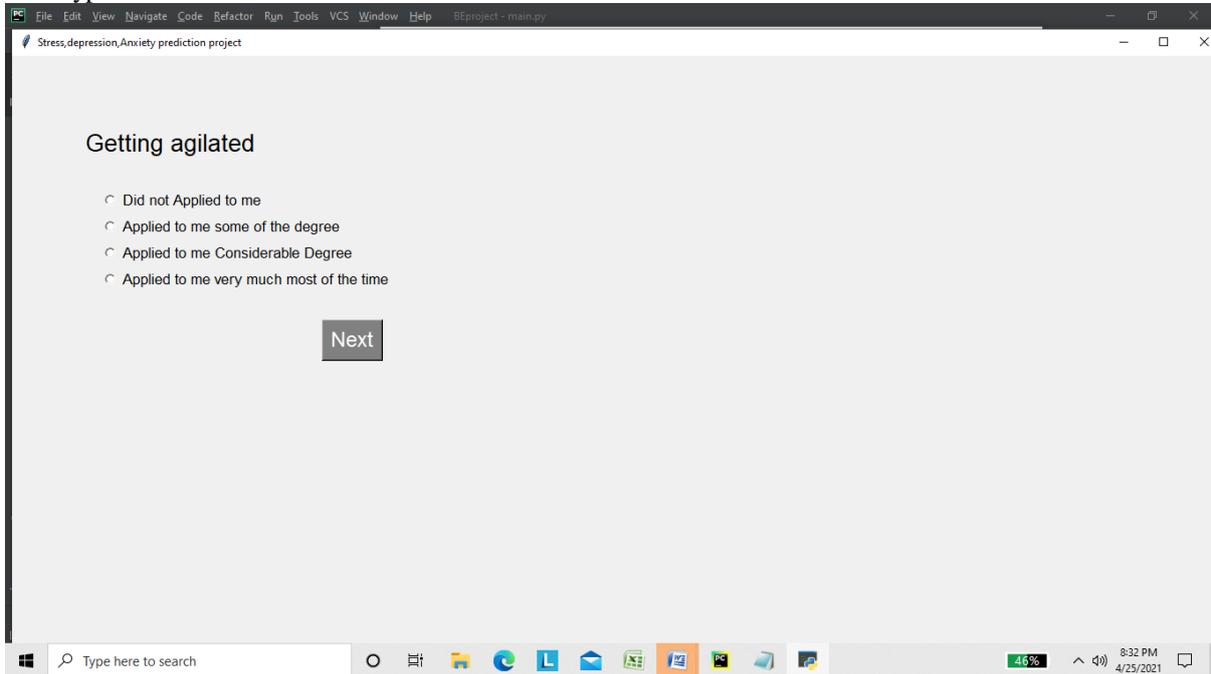 File Edit View Navigate Code Refactor Run Tools VCS Window Help BEproject - main.py
Stress,depression,Anxiety prediction project
Getting agilated
Did not Applied to me
Applied to me some of the degree
Applied to me Considerable Degree
Applied to me very much most of the time
Next
Type here to search
46%
8:32 PM
4/25/2021